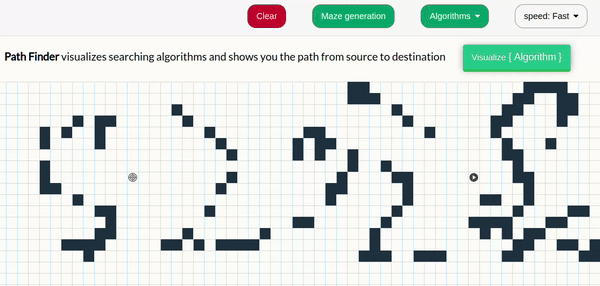 Clear
Maze generation
Algorithms
speed: Fast
Path Finder visualizes searching algorithms and shows you the path from source to destination
Visualize { Algorithm }